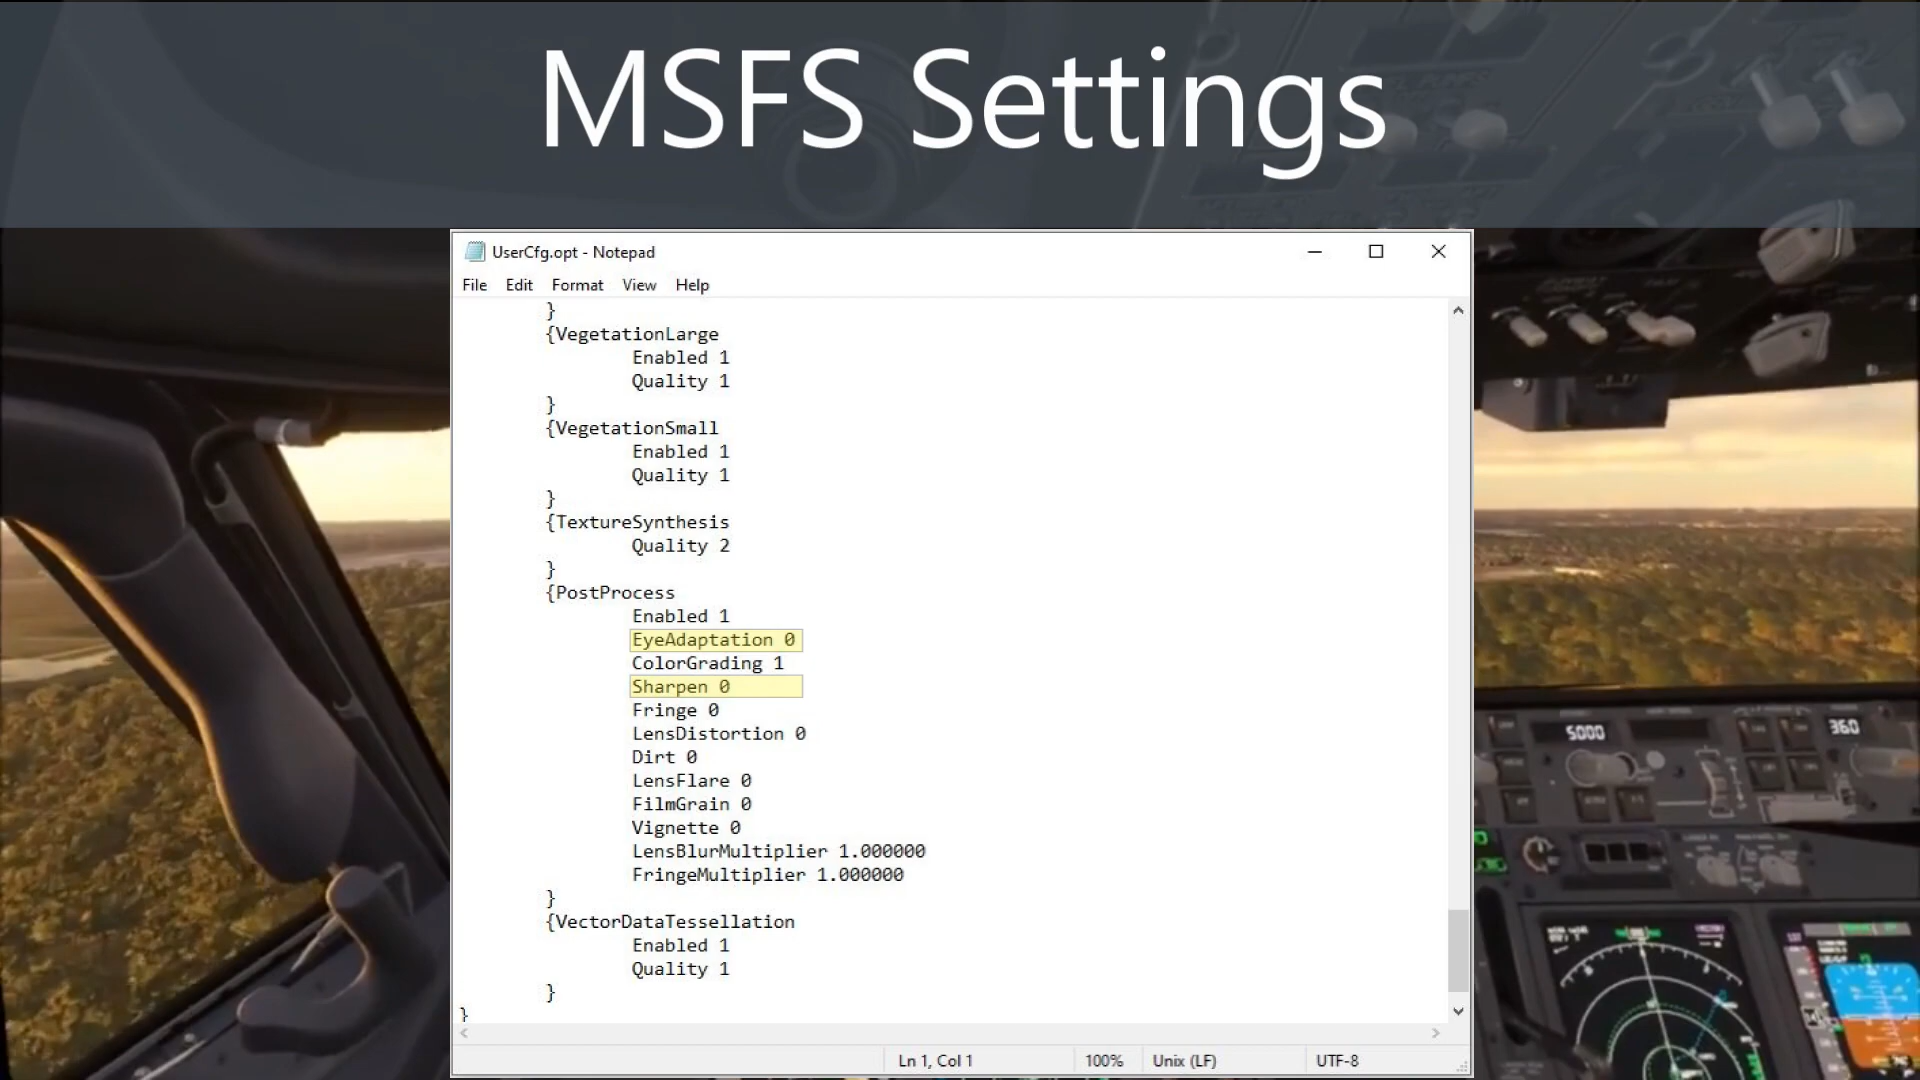 MSFS Settings
UserCfg.opt - Notepad
File Edit Format View Help
}
{VegetationLarge
Enabled 1
Quality 1
}
{VegetationSmall
Enabled 1
Quality 1
}
{TextureSynthesis
Quality 2
}
{PostProcess
Enabled 1
EyeAdaptation 0
ColorGrading 1
Sharpen 0
Fringe 0
LensDistortion 0
Dirt 0
LensFlare 0
FilmGrain 0
Vignette 0
LensBlurMultiplier 1.000000
FringeMultiplier 1.000000
}
{VectorDataTessellation
Enabled 1
Quality 1
}
}
Ln 1, Col 1 100% Unix (LF) UTF-8
5000
360